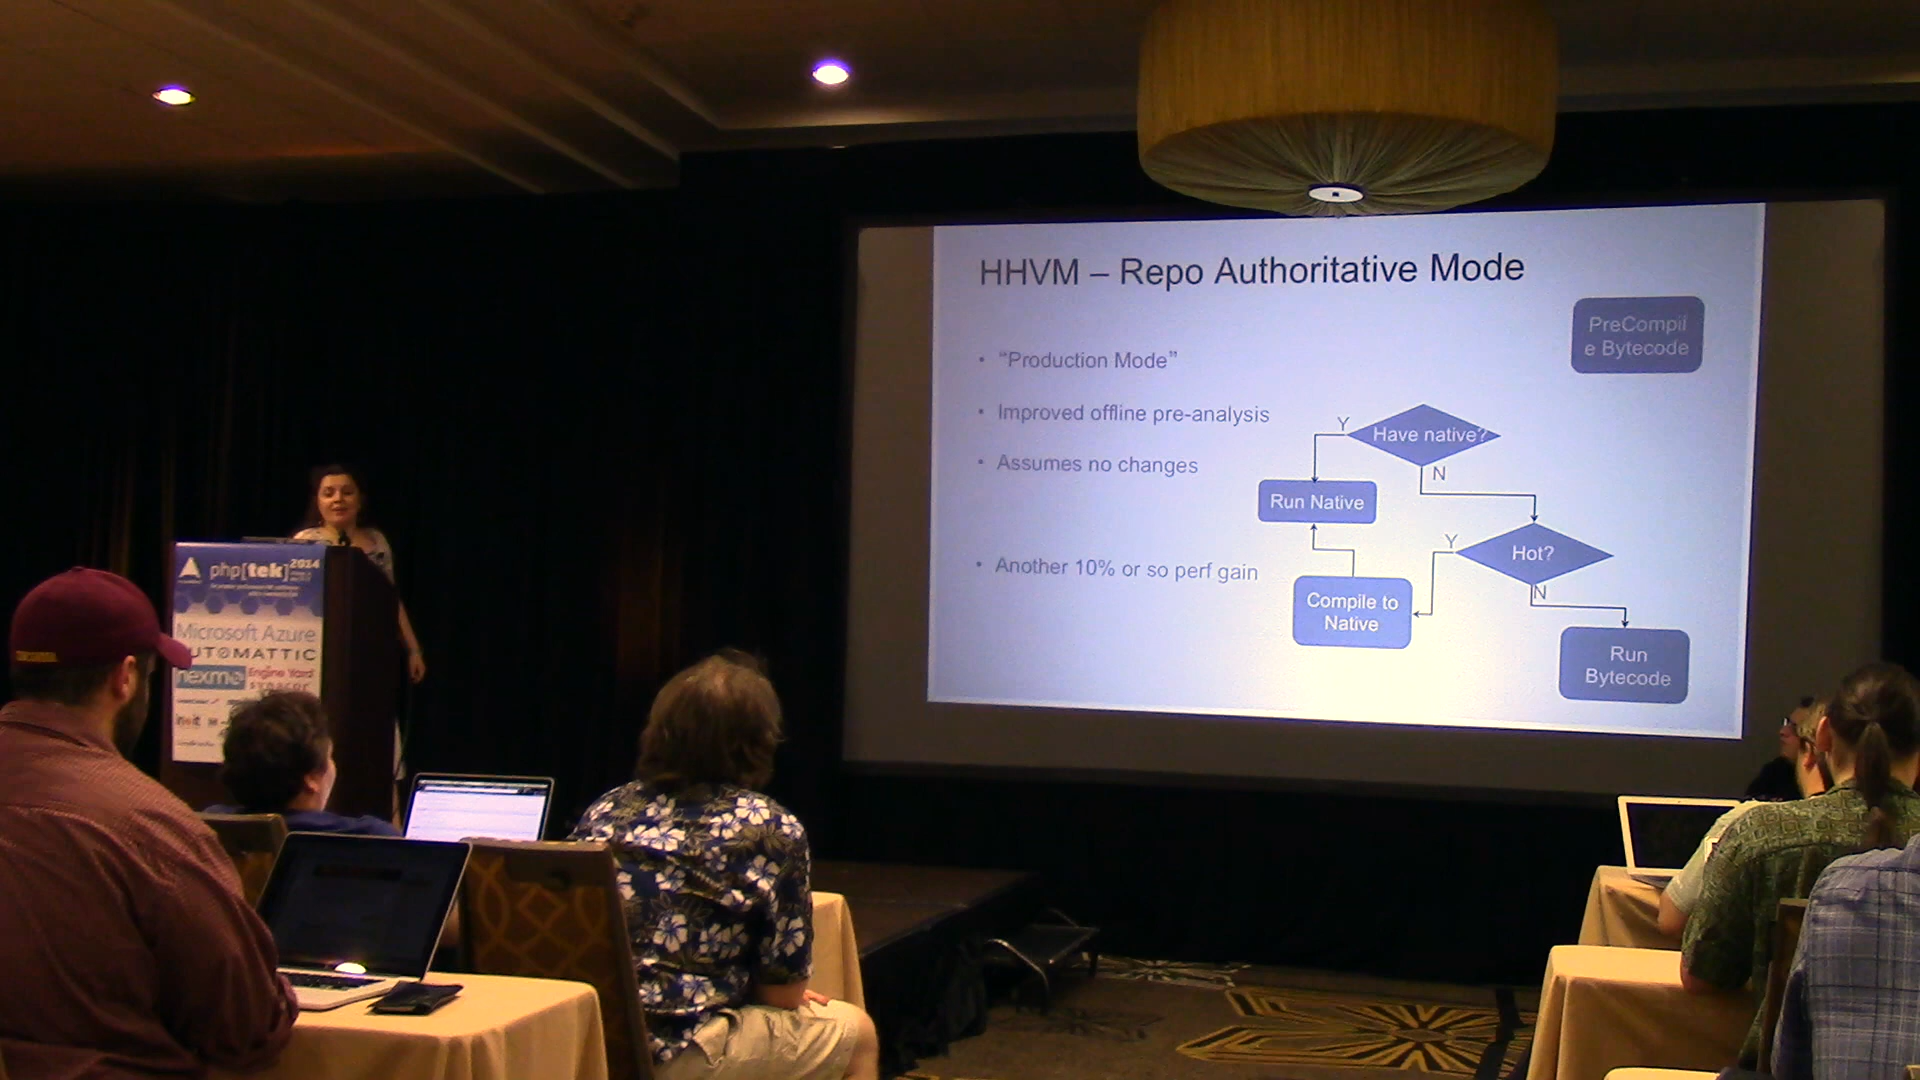 HHVM – Repo Authoritative Mode
PreCompil
e Bytecode
• “Production Mode”
• Improved offline pre-analysis
• Assumes no changes
• Another 10% or so perf gain
Have native?
Y
N
Run Native
Hot?
Y
N
Compile to
Native
Run
Bytecode
php[tek] 2014
Microsoft Azure
AUTOMATTIC
nexmo
Engine Yard
synacor